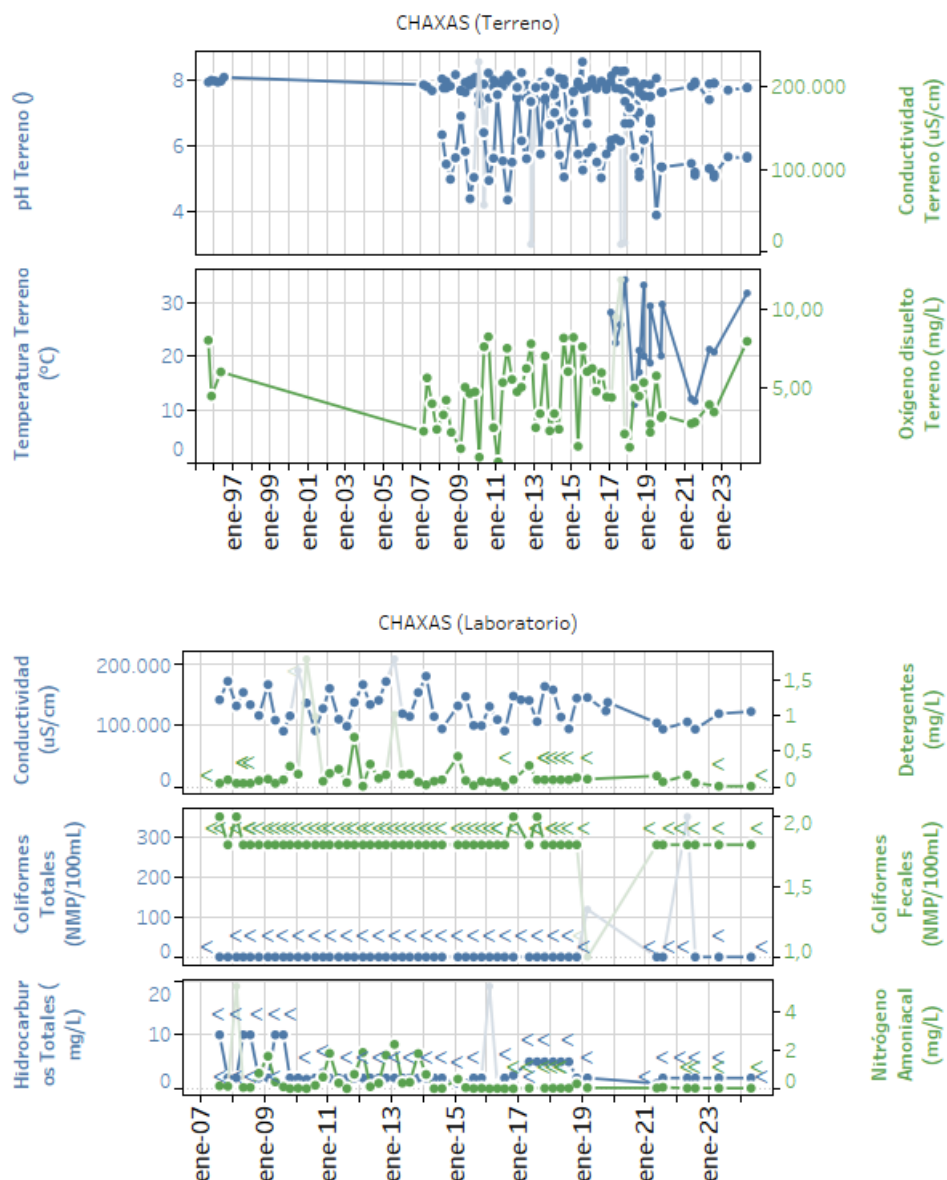 CHAXAS (Terreno)
pH Terreno ()
8
6
4
200.000
100.000
0
Conductividad
Terreno (uS/cm)
Temperatura Terreno
(ºC)
30
20
10
0
10,00
5,00
Oxígeno disuelto
Terreno (mg/L)
ene-97
ene-99
ene-01
ene-03
ene-05
ene-07
ene-09
ene-11
ene-13
ene-15
ene-17
ene-19
ene-21
ene-23
CHAXAS (Laboratorio)
Conductividad
(uS/cm)
200.000
100.000
0
1,5
1
0,5
0
Detergentes
(mg/L)
Coliformes
Totales
(NMP/100mL)
300
200
100
0
2,0
1,5
1,0
Coliformes
Fecales
(NMP/100mL)
Hidrocarbur
os Totales (
mg/L)
20
10
0
4
2
0
Nitrógeno
Amoniacal
(mg/L)
ene-07
ene-09
ene-11
ene-13
ene-15
ene-17
ene-19
ene-21
ene-23